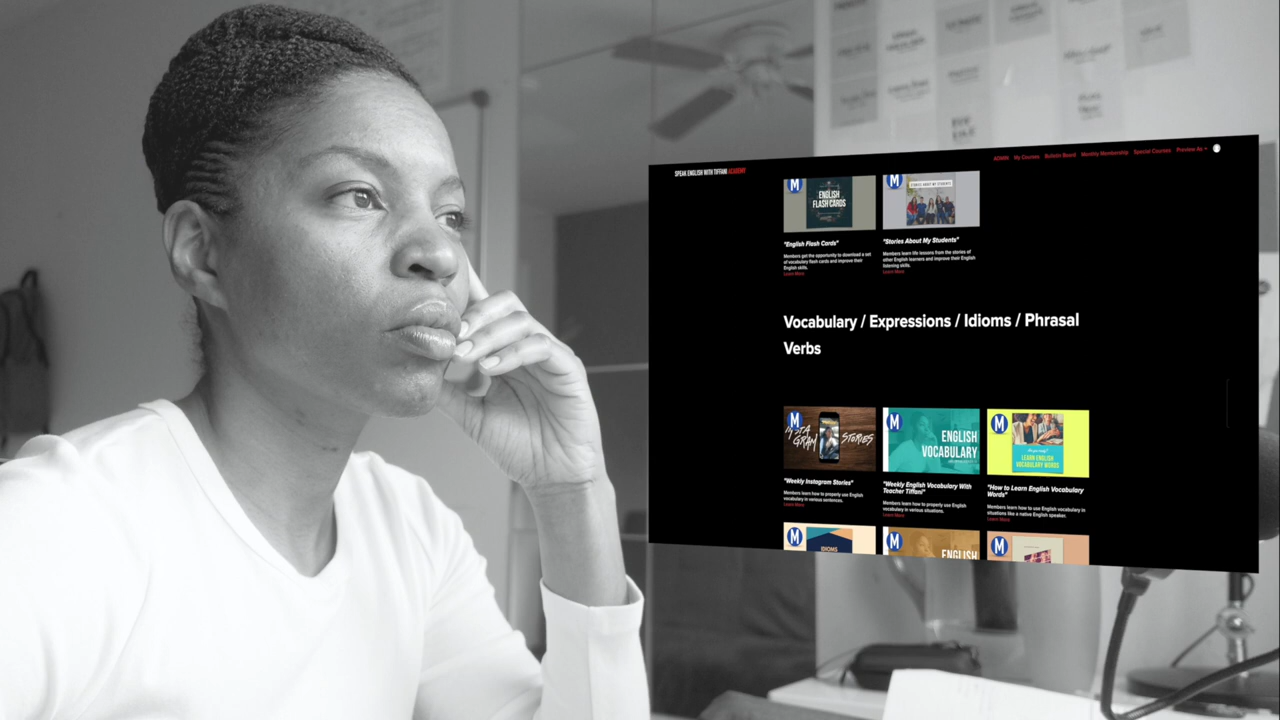 SPEAK ENGLISH WITH TIFFANI ACADEMY
ADMIN My Courses Bulletin Board Monthly Membership Special Courses Preview As
M
ENGLISH
FLASH CARDS
M
STORIES ABOUT MY STUDENTS
"English Flash Cards"
Members get the opportunity to download a set
of vocabulary flash cards and improve their
English skills.
Learn More
"Stories About My Students"
Members learn life lessons from the stories of
other English learners and improve their English
listening skills.
Learn More
Vocabulary / Expressions / Idioms / Phrasal
Verbs
M
INSTA
GRAM STORIES
M
ENGLISH
VOCABULARY
M
LEARN ENGLISH
VOCABULARY WORDS
"Weekly Instagram Stories"
Members learn how to properly use English
vocabulary in various sentences.
Learn More
"Weekly English Vocabulary With
Teacher Tiffani"
Members learn how to properly use English
vocabulary in various situations.
Learn More
"How to Learn English Vocabulary
Words"
Members learn how to use English vocabulary in
situations like a native English speaker.
Learn More
M
IDIOMS
M
ENGLISH
M